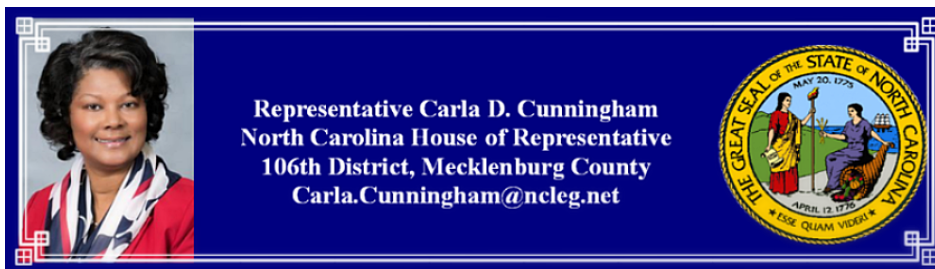 Representative Carla D. Cunningham
North Carolina House of Representative
106th District, Mecklenburg County
Carla.Cunningham@ncleg.net
THE GREAT SEAL OF THE STATE OF NORTH CAROLINA
MAY 20, 1775
APRIL 12, 1776
★ ESSE QUAM VIDERI ★